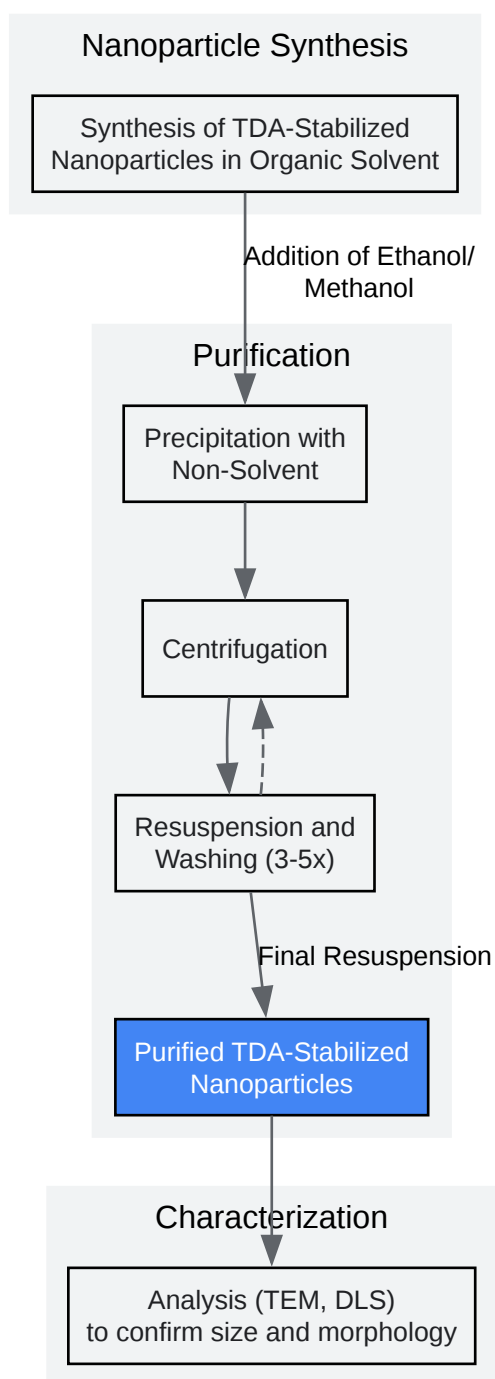 Nanoparticle Synthesis
Synthesis of TDA-Stabilized
Nanoparticles in Organic Solvent
Addition of Ethanol/
Methanol
Purification
Precipitation with
Non-Solvent
Centrifugation
Resuspension and
Washing (3-5x)
Final Resuspension
Purified TDA-Stabilized
Nanoparticles
Characterization
Analysis (TEM, DLS)
to confirm size and morphology